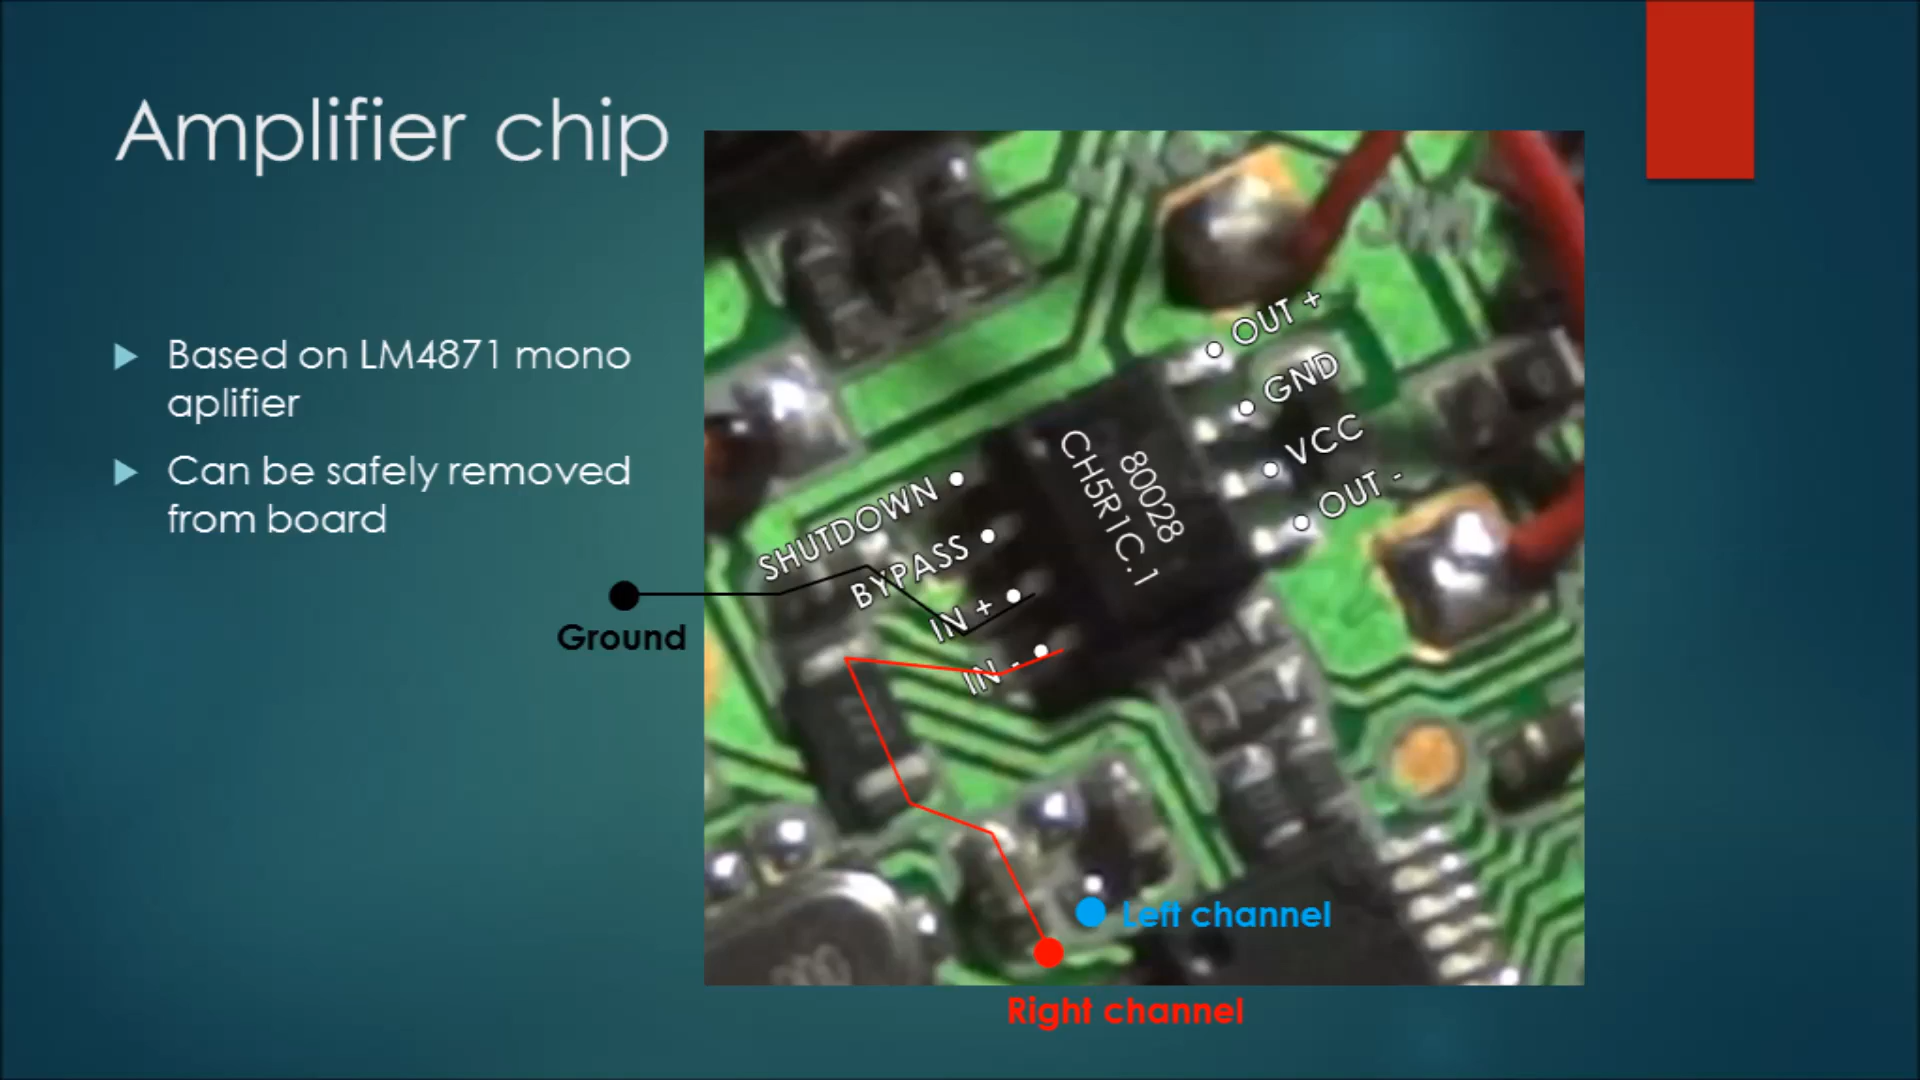 Amplifier chip
Based on LM4871 mono
aplifier
Can be safely removed
from board
OUT +
GND
VCC
OUT -
SHUTDOWN
BYPASS
IN +
IN -
80028
CH5R1C.1
Ground
Left channel
Right channel